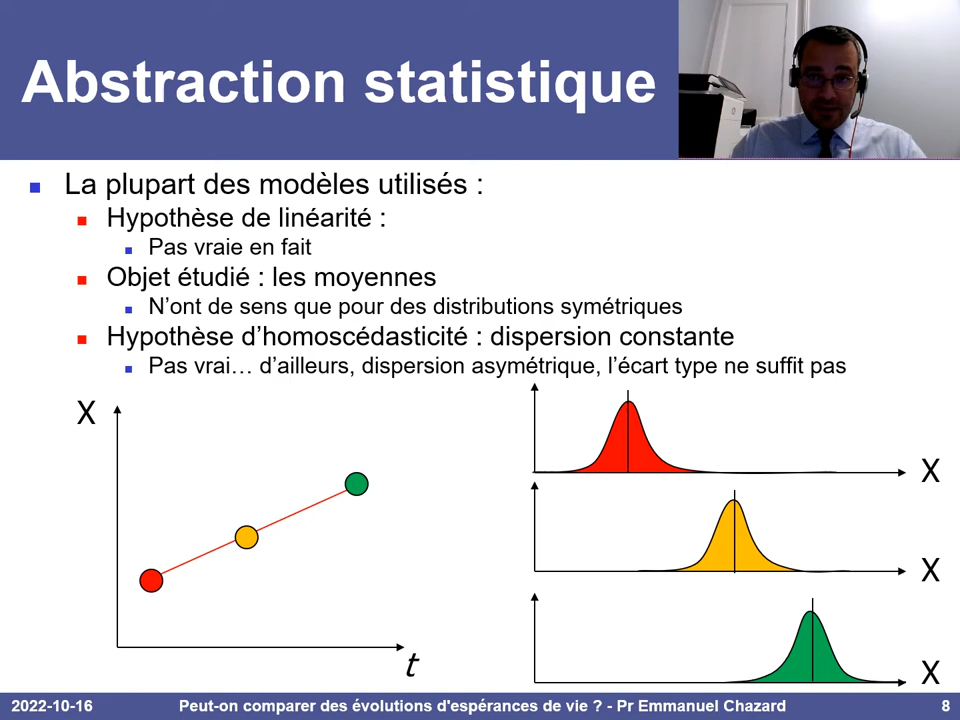 Abstraction statistique
La plupart des modèles utilisés :
Hypothèse de linéarité :
Pas vraie en fait
Objet étudié : les moyennes
N’ont de sens que pour des distributions symétriques
Hypothèse d’homoscédasticité : dispersion constante
Pas vrai… d’ailleurs, dispersion asymétrique, l’écart type ne suffit pas
X
t
X
X
X
2022-10-16
Peut-on comparer des évolutions d'espérances de vie ? - Pr Emmanuel Chazard
8